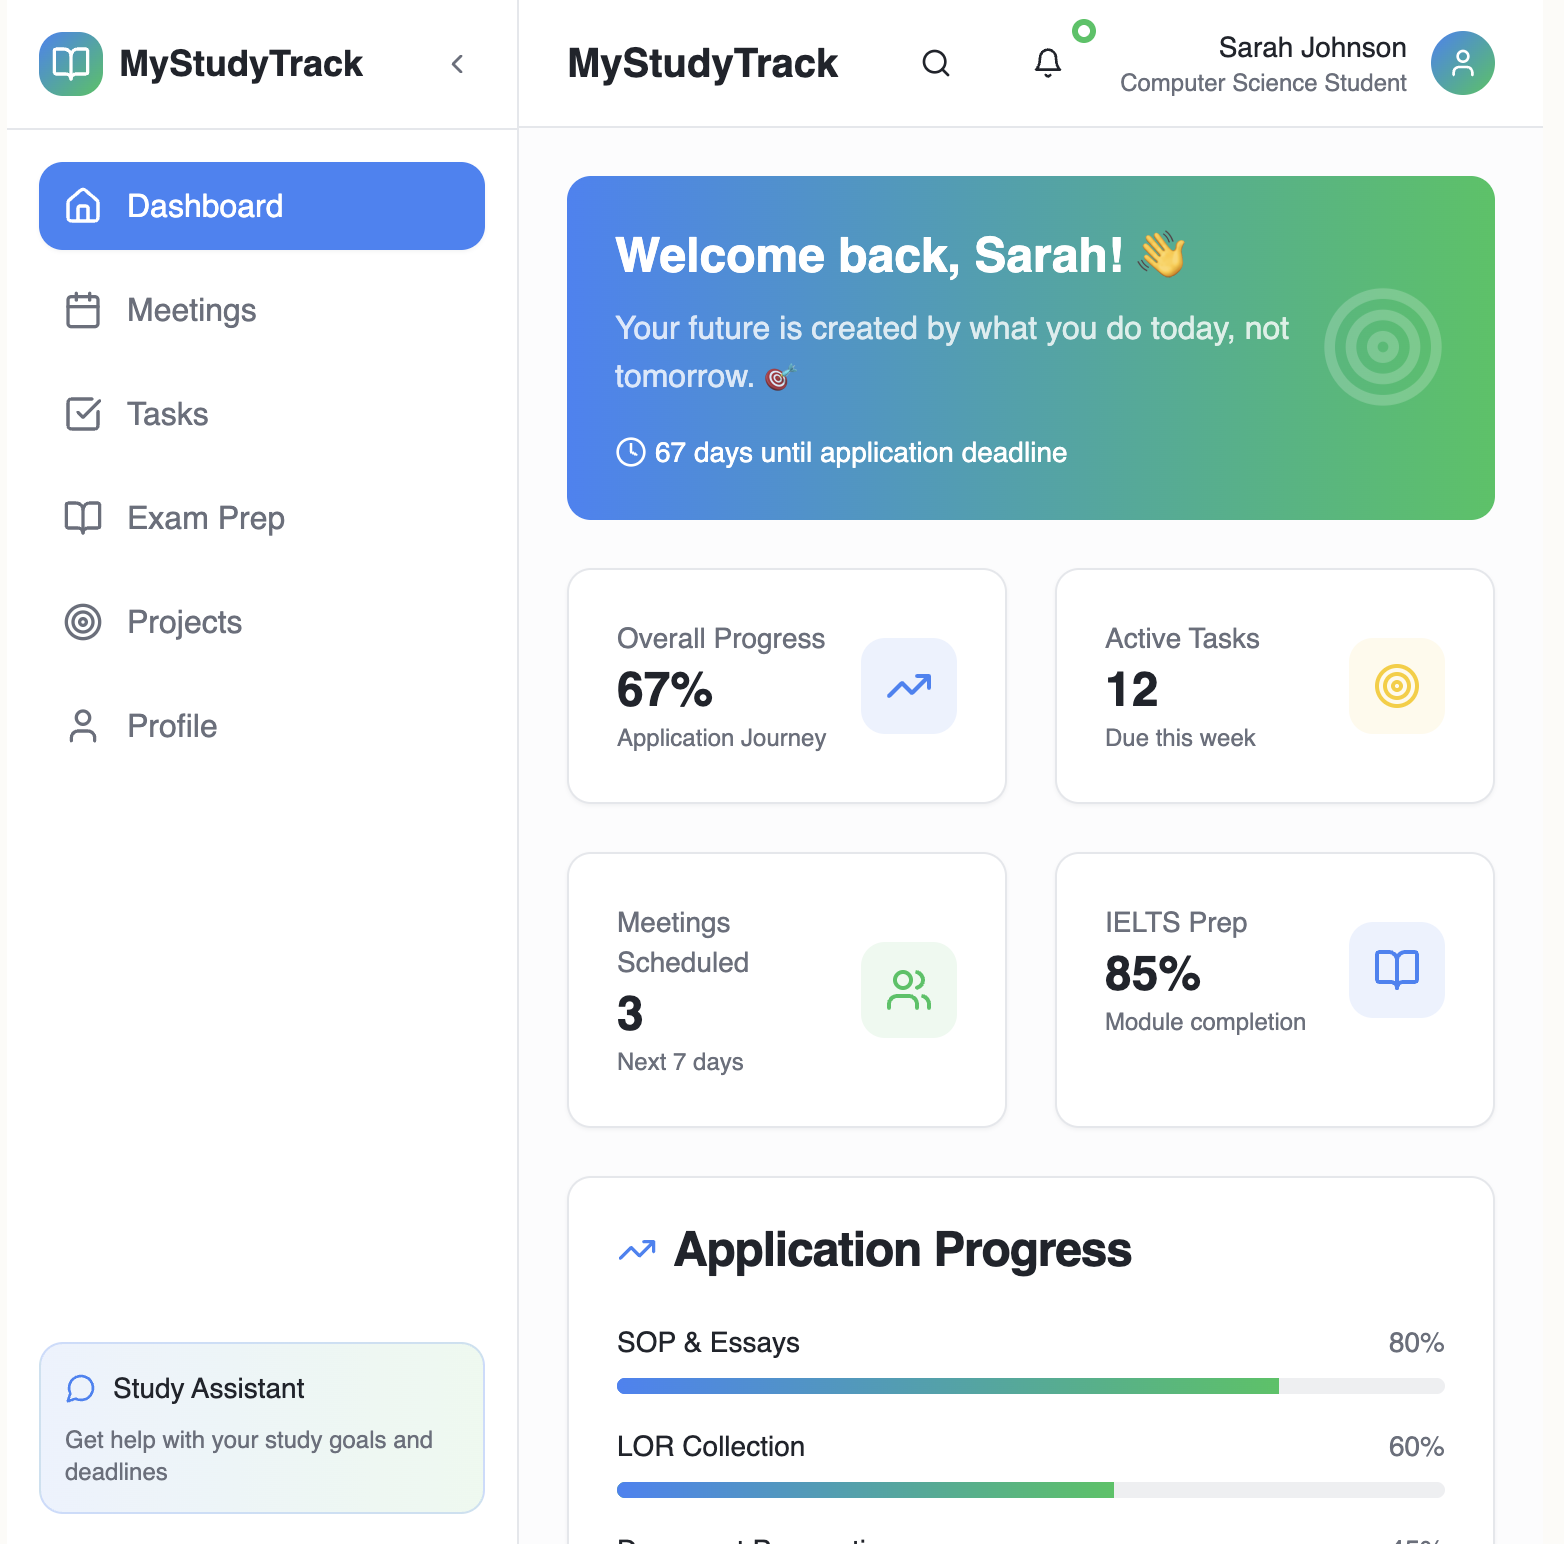 MyStudyTrack
Dashboard
Meetings
Tasks
Exam Prep
Projects
Profile
Study Assistant
Get help with your study goals and
deadlines
MyStudyTrack
Sarah Johnson
Computer Science Student
Welcome back, Sarah! 👋
Your future is created by what you do today, not
tomorrow. 🎯
67 days until application deadline
Overall Progress
67%
Application Journey
Active Tasks
12
Due this week
Meetings
Scheduled
3
Next 7 days
IELTS Prep
85%
Module completion
Application Progress
SOP & Essays
80%
LOR Collection
60%